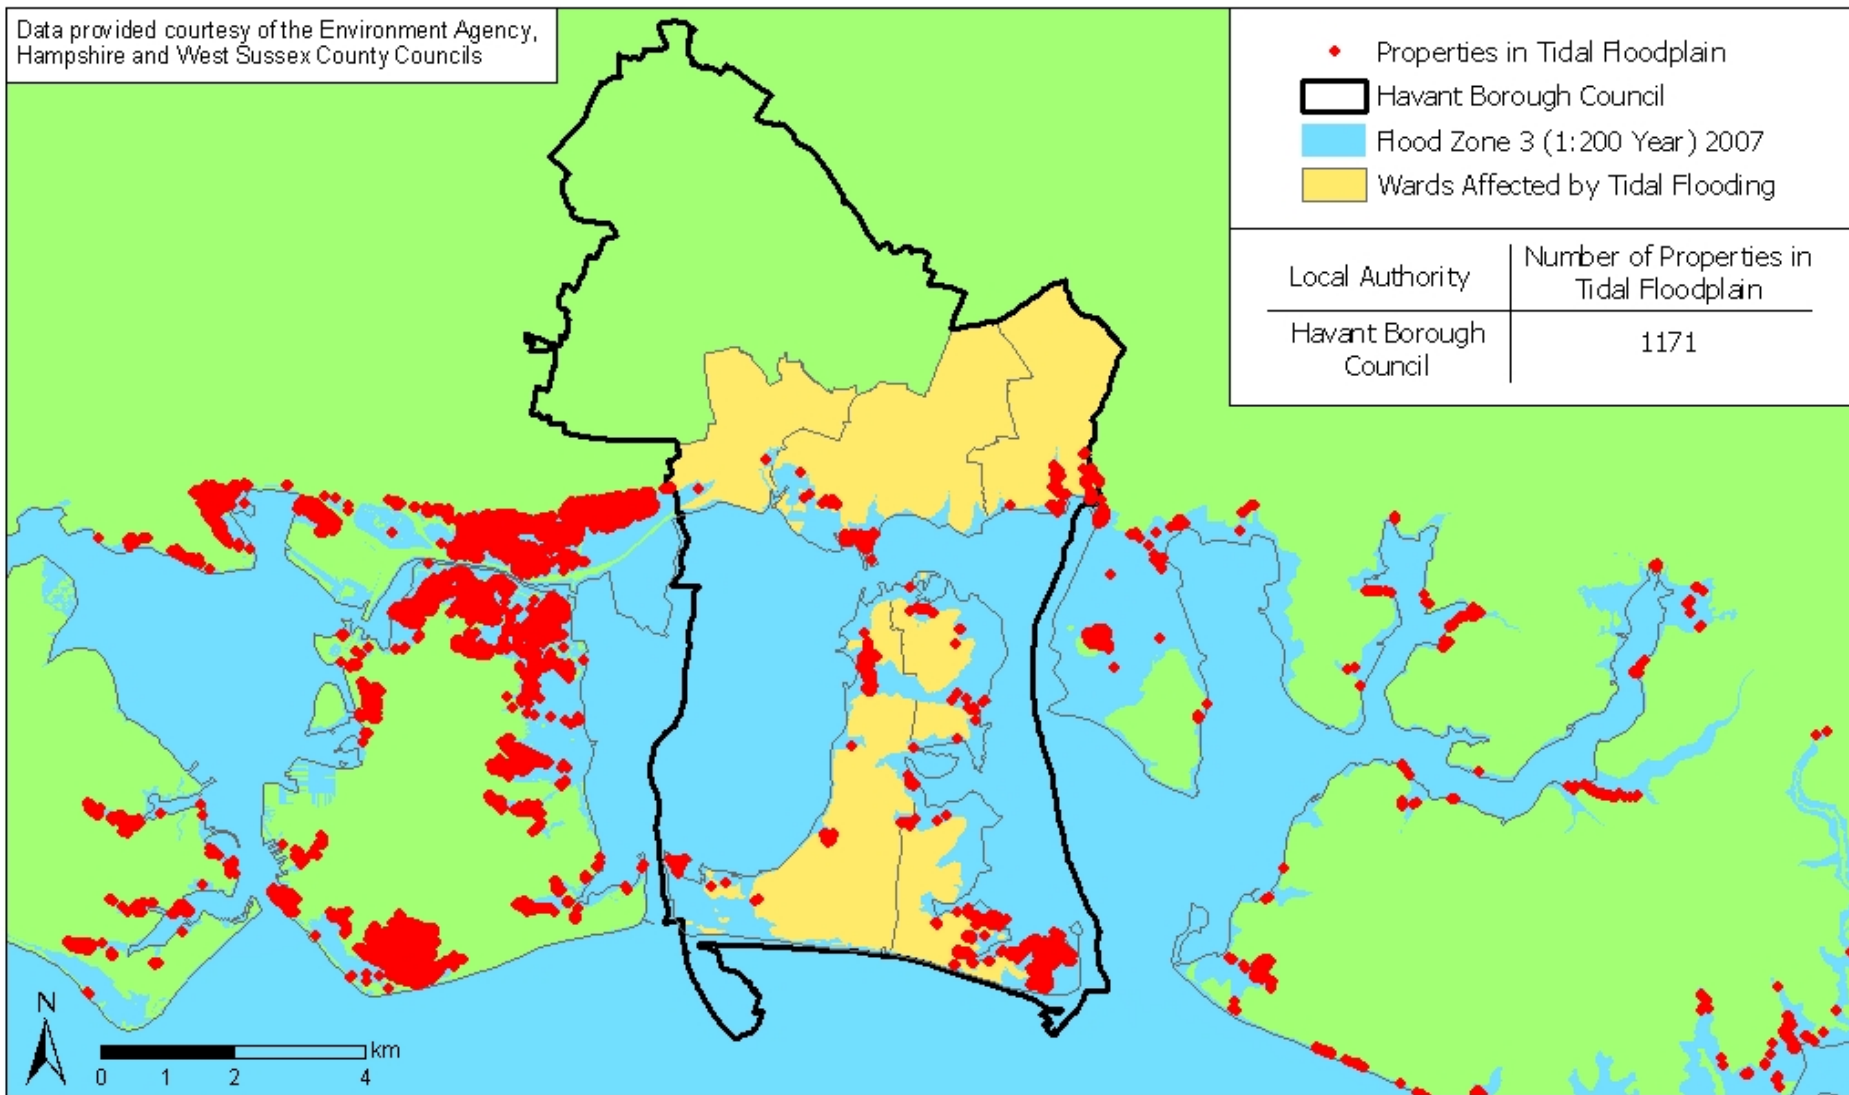 Data provided courtesy of the Environment Agency,
Hampshire and West Sussex County Councils
Properties in Tidal Floodplain
Havant Borough Council
Flood Zone 3 (1:200 Year) 2007
Wards Affected by Tidal Flooding
Local Authority
Number of Properties in
Tidal Floodplain
Havant Borough
Council
1171
N
km
0 1 2 4